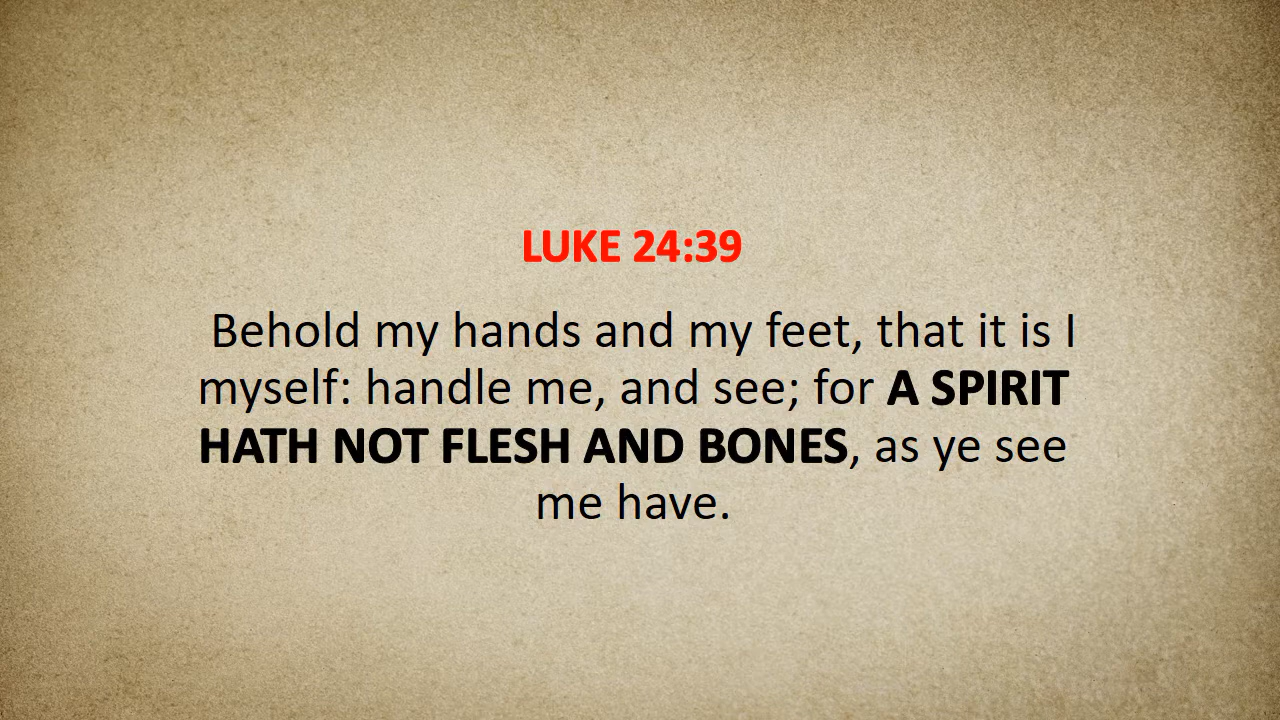 LUKE 24:39
Behold my hands and my feet, that it is I
myself: handle me, and see; for A SPIRIT
HATH NOT FLESH AND BONES, as ye see
me have.